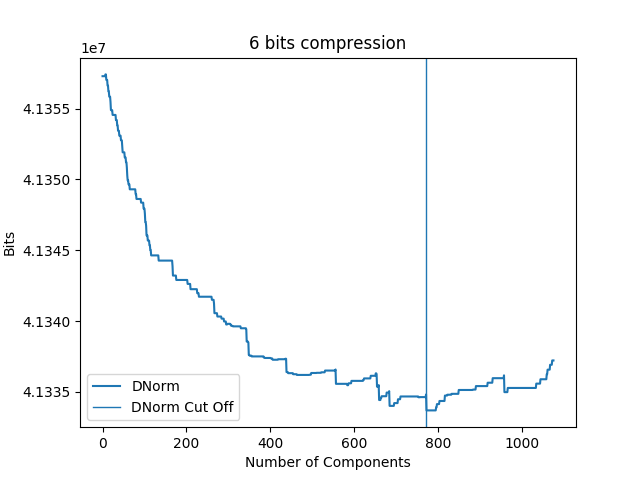 6 bits compression
1e7
4.1355
4.1350
4.1345
4.1340
4.1335
Bits
DNorm
DNorm Cut Off
0 200 400 600 800 1000
Number of Components